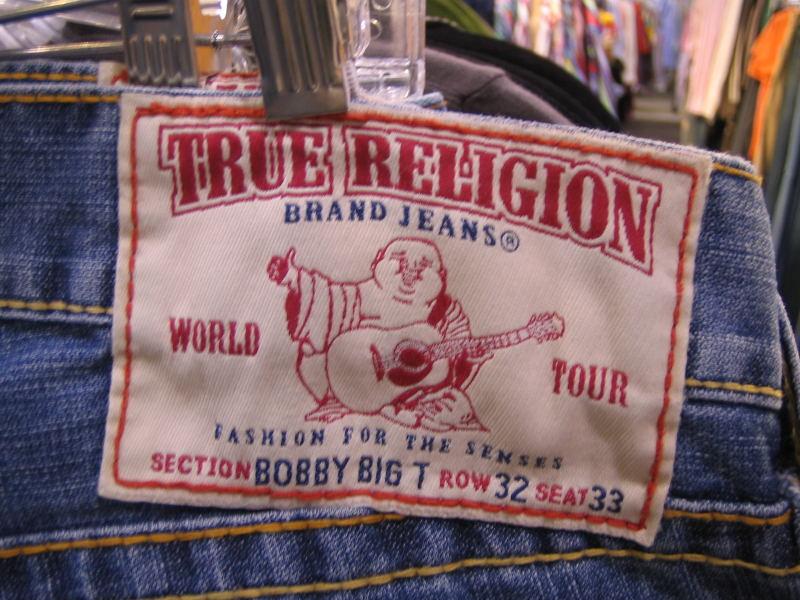 TRUE RELIGION
BRAND JEANS®
WORLD TOUR
FASHION FOR THE SENSES
SECTION BOBBY BIG T ROW 32 SEAT 33